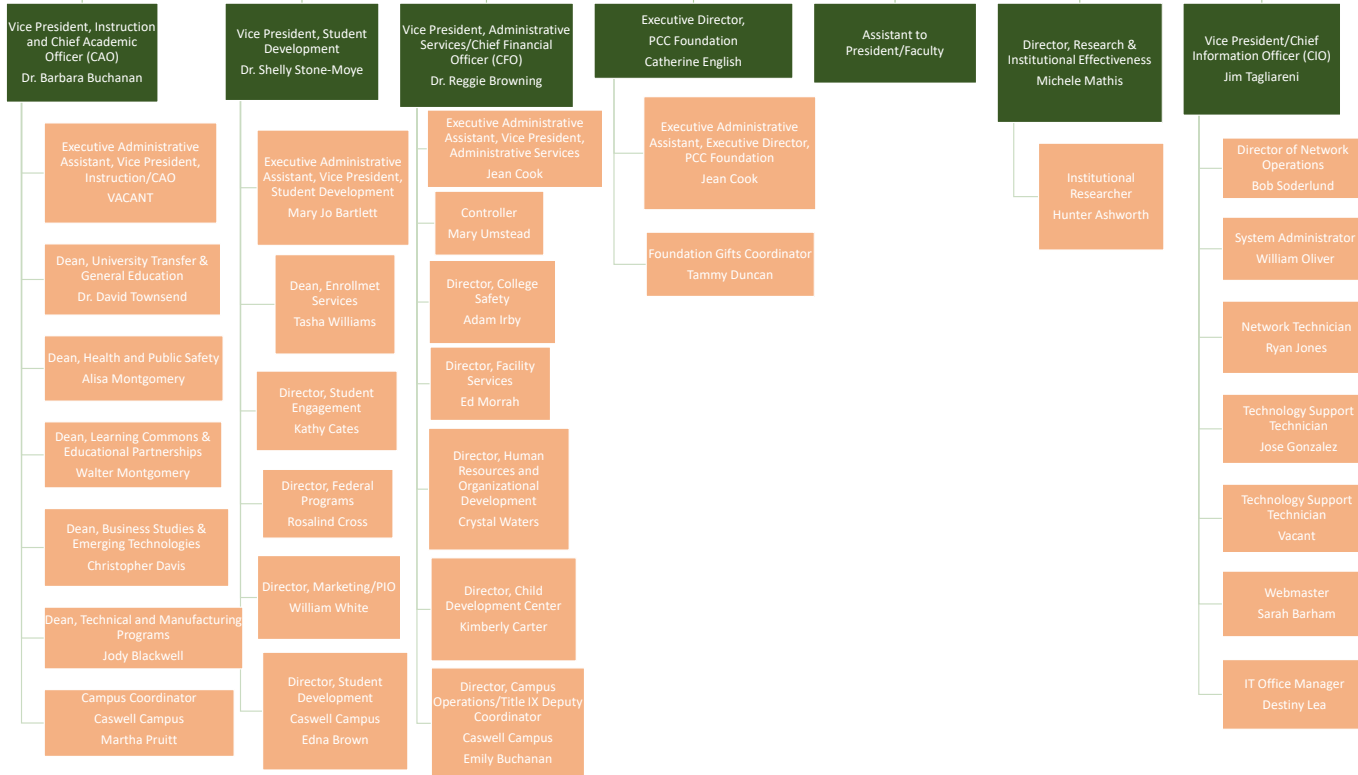 Vice President, Instruction
and Chief Academic
Officer (CAO)
Dr. Barbara Buchanan
Executive Administrative
Assistant, Vice President,
Instruction/CAO
VACANT
Dean, University Transfer &
General Education
Dr. David Townsend
Dean, Health and Public Safety
Alisa Montgomery
Dean, Learning Commons &
Educational Partnerships
Walter Montgomery
Dean, Business Studies &
Emerging Technologies
Christopher Davis
Dean, Technical and Manufacturing
Programs
Jody Blackwell
Campus Coordinator
Caswell Campus
Martha Pruitt
Vice President, Student
Development
Dr. Shelly Stone-Moye
Executive Administrative
Assistant, Vice President,
Student Development
Mary Jo Bartlett
Dean, Enrollmet
Services
Tasha Williams
Director, Student
Engagement
Kathy Cates
Director, Federal
Programs
Rosalind Cross
Director, Marketing/PIO
William White
Director, Student
Development
Caswell Campus
Edna Brown
Vice President, Administrative
Services/Chief Financial
Officer (CFO)
Dr. Reggie Browning
Executive Administrative
Assistant, Vice President,
Administrative Services
Jean Cook
Controller
Mary Umstead
Director, College
Safety
Adam Irby
Director, Facility
Services
Ed Morrah
Director, Human
Resources and
Organizational
Development
Crystal Waters
Director, Child
Development Center
Kimberly Carter
Director, Campus
Operations/Title IX Deputy
Coordinator
Caswell Campus
Emily Buchanan
Executive Director,
PCC Foundation
Catherine English
Executive Administrative
Assistant, Executive Director,
PCC Foundation
Jean Cook
Foundation Gifts Coordinator
Tammy Duncan
Assistant to
President/Faculty
Director, Research &
Institutional Effectiveness
Michele Mathis
Institutional
Researcher
Hunter Ashworth
Vice President/Chief
Information Officer (CIO)
Jim Tagliareni
Director of Network
Operations
Bob Soderlund
System Administrator
William Oliver
Network Technician
Ryan Jones
Technology Support
Technician
Jose Gonzalez
Technology Support
Technician
Vacant
Webmaster
Sarah Barham
IT Office Manager
Destiny Lea